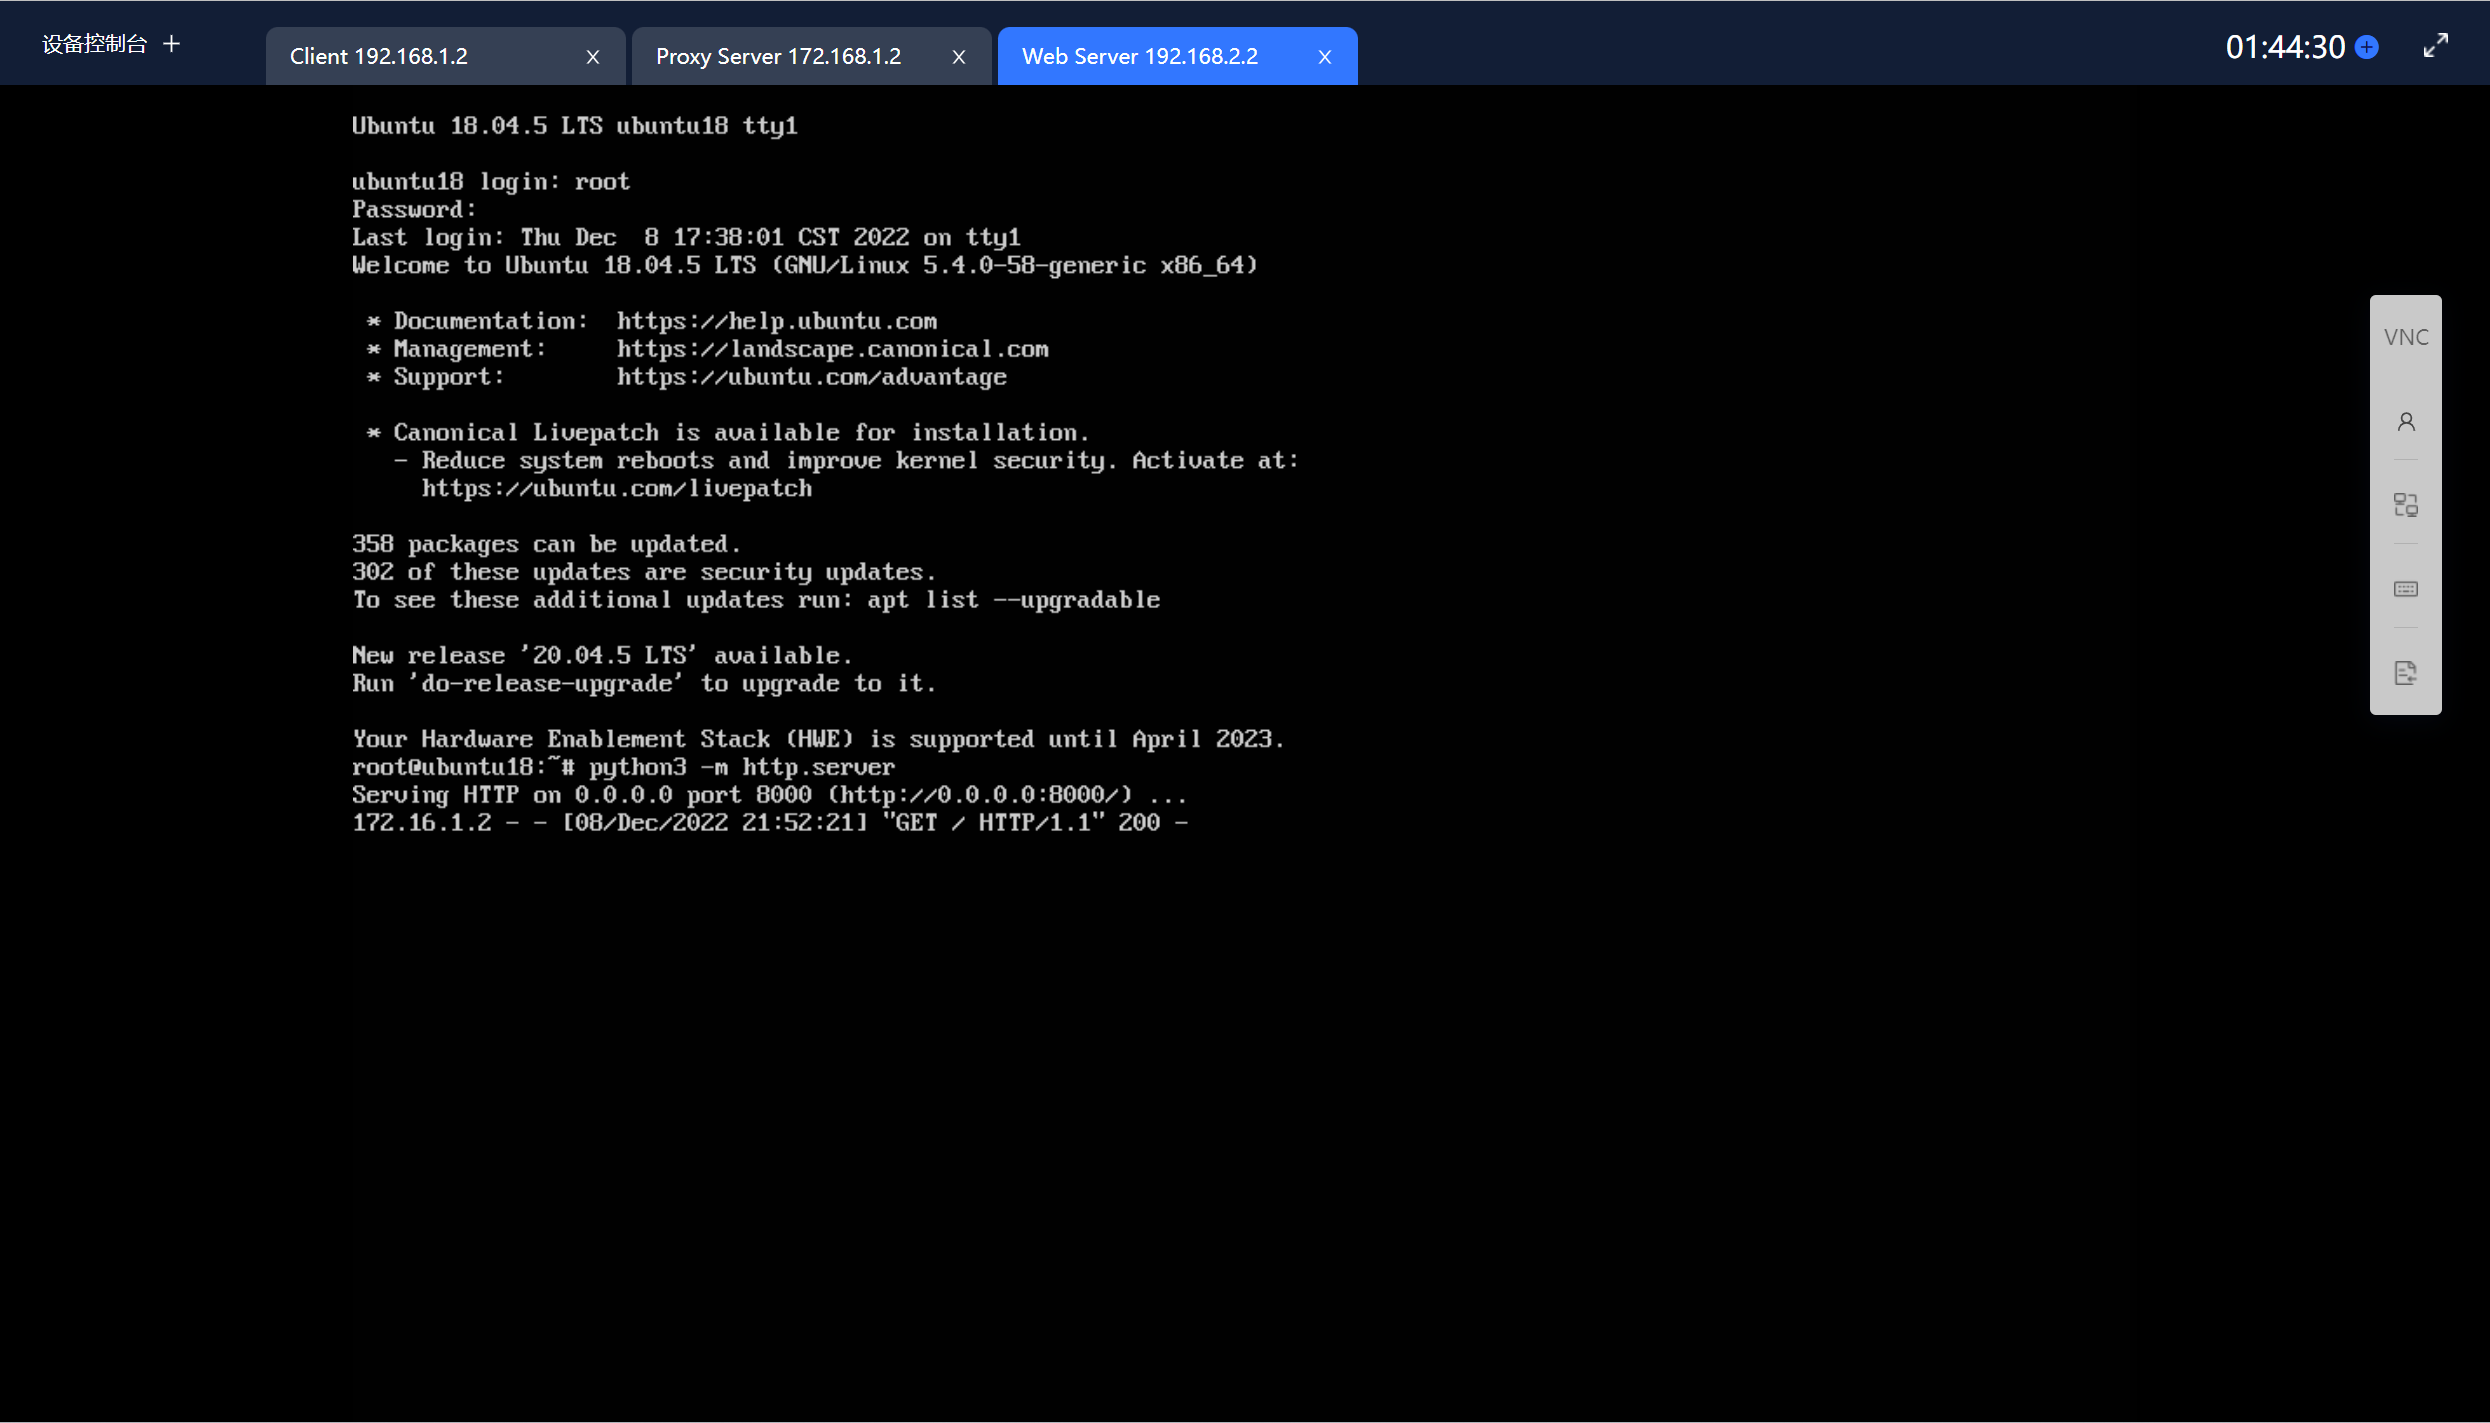 设备控制台 +
Client 192.168.1.2 X
Proxy Server 172.168.1.2 X
Web Server 192.168.2.2 X
01:44:30
Ubuntu 18.04.5 LTS ubuntu18 tty1
ubuntu18 login: root
Password:
Last login: Thu Dec  8 17:38:01 CST 2022 on tty1
Welcome to Ubuntu 18.04.5 LTS (GNU/Linux 5.4.0-58-generic x86_64)
* Documentation:  https://help.ubuntu.com
* Management:     https://landscape.canonical.com
* Support:        https://ubuntu.com/advantage
* Canonical Livepatch is available for installation.
- Reduce system reboots and improve kernel security. Activate at:
https://ubuntu.com/livepatch
358 packages can be updated.
302 of these updates are security updates.
To see these additional updates run: apt list --upgradable
New release '20.04.5 LTS' available.
Run 'do-release-upgrade' to upgrade to it.
Your Hardware Enablement Stack (HWE) is supported until April 2023.
root@ubuntu18:~# python3 -m http.server
Serving HTTP on 0.0.0.0 port 8000 (http://0.0.0.0:8000/) ...
172.16.1.2 - - [08/Dec/2022 21:52:21] "GET / HTTP/1.1" 200 -
VNC